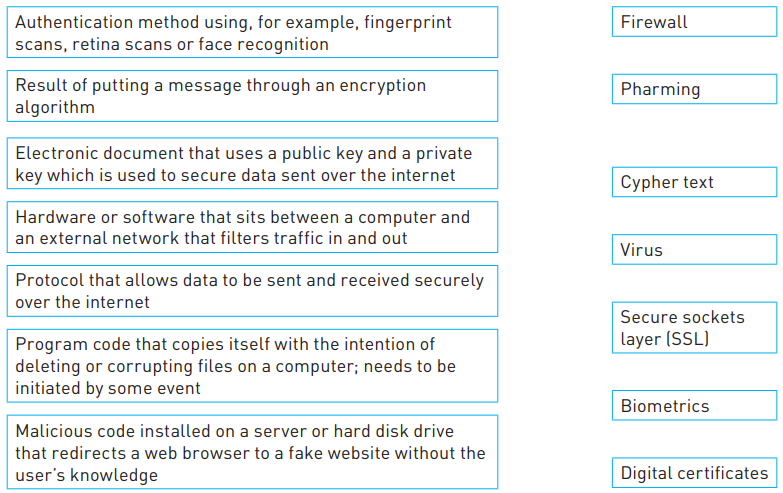 Authentication method using, for example, fingerprint
scans, retina scans or face recognition
Result of putting a message through an encryption
algorithm
Electronic document that uses a public key and a private
key which is used to secure data sent over the internet
Hardware or software that sits between a computer and
an external network that filters traffic in and out
Protocol that allows data to be sent and received securely
over the internet
Program code that copies itself with the intention of
deleting or corrupting files on a computer; needs to be
initiated by some event
Malicious code installed on a server or hard disk drive
that redirects a web browser to a fake website without the
user's knowledge
Firewall
Pharming
Cypher text
Virus
Secure sockets
layer (SSL)
Biometrics
Digital certificates